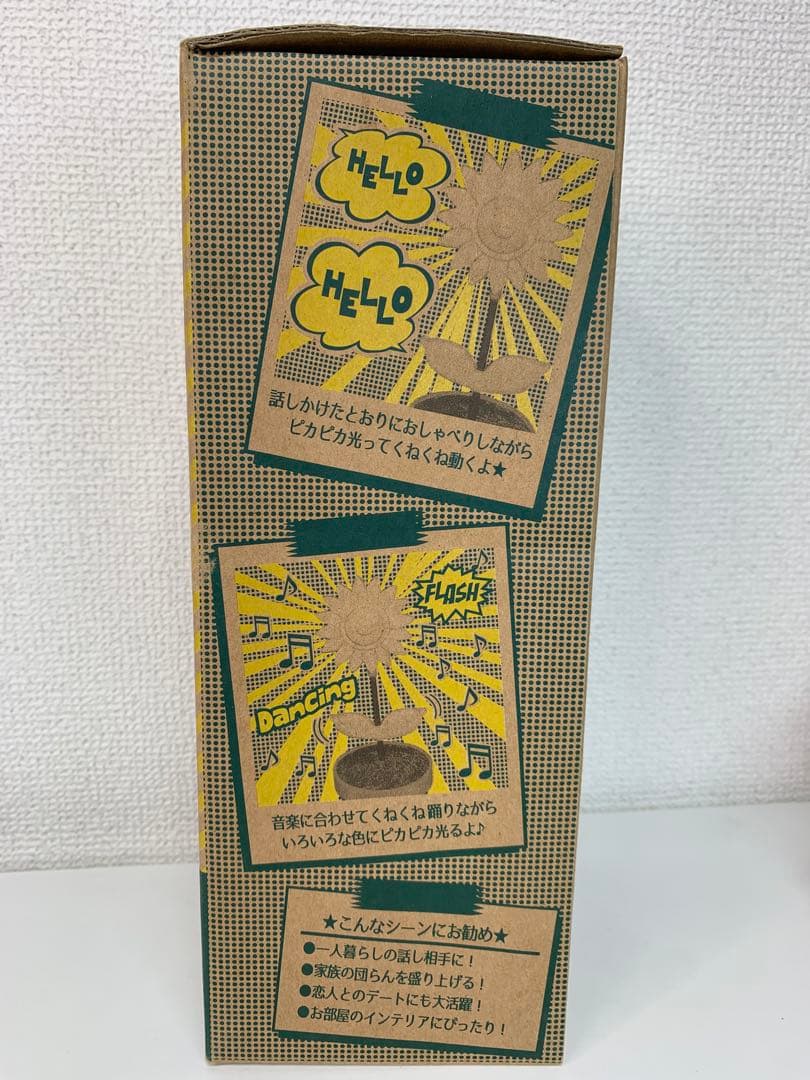 HELLO
HELLO
話しかけたとおりにおしゃべりしながら
ピカピカ光ってくねくね動くよ★
FLASH
Dancing
音楽に合わせてくねくね踊りながら
いろいろな色にピカピカ光るよ♪
★こんなシーンにお勧め★
●一人暮らしの話し相手に！
●家族の団らんを盛り上げる！
●恋人とのデートにも大活躍！
●お部屋のインテリアにぴったり！